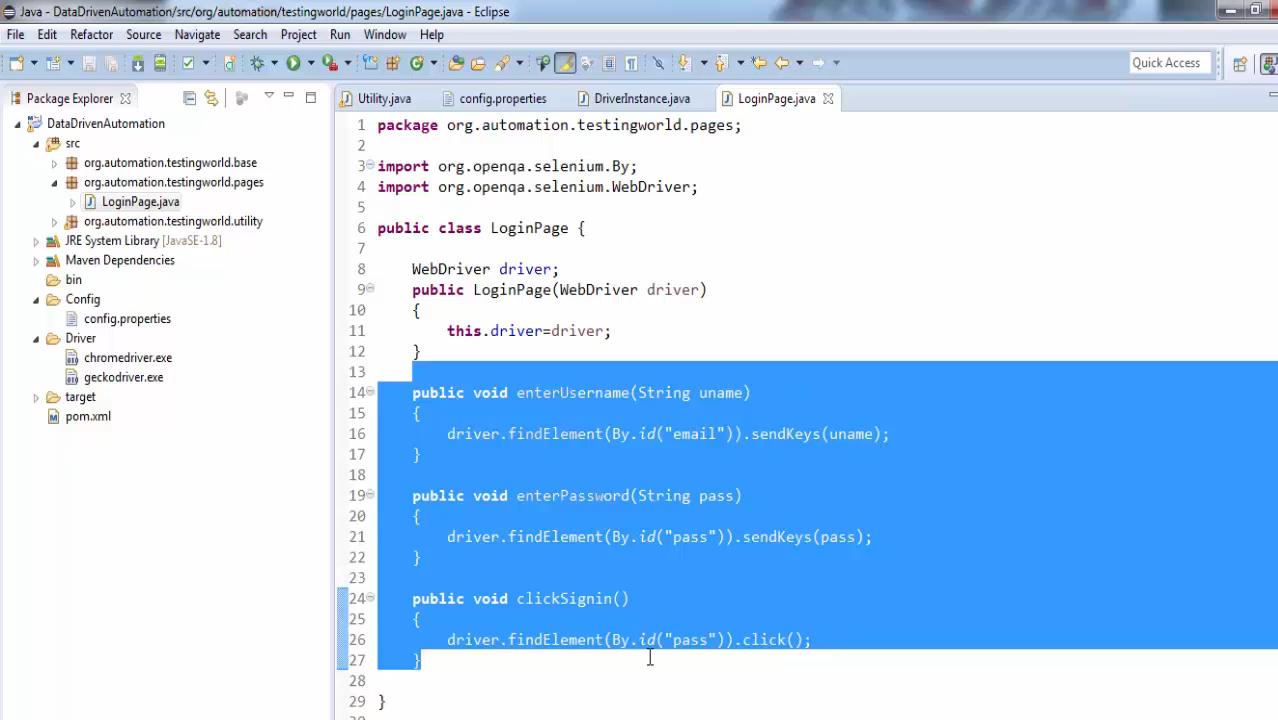 Java - DataDrivenAutomation/src/org/automation/testingworld/pages/LoginPage.java - Eclipse
File Edit Refactor Source Navigate Search Project Run Window Help
Quick Access
Package Explorer
Utility.java config.properties DriverInstance.java LoginPage.java
DataDrivenAutomation
src
org.automation.testingworld.base
org.automation.testingworld.pages
LoginPage.java
org.automation.testingworld.utility
JRE System Library [JavaSE-1.8]
Maven Dependencies
bin
Config
config.properties
Driver
chromedriver.exe
geckodriver.exe
target
pom.xml
1 package org.automation.testingworld.pages;
2
3 import org.openqa.selenium.By;
4 import org.openqa.selenium.WebDriver;
5
6 public class LoginPage {
7
8 WebDriver driver;
9 public LoginPage(WebDriver driver)
10 {
11 this.driver=driver;
12 }
13
14 public void enterUsername(String uname)
15 {
16 driver.findElement(By.id("email")).sendKeys(uname);
17 }
18
19 public void enterPassword(String pass)
20 {
21 driver.findElement(By.id("pass")).sendKeys(pass);
22 }
23
24 public void clickSignin()
25 {
26 driver.findElement(By.id("pass")).click();
27 }
28
29 }